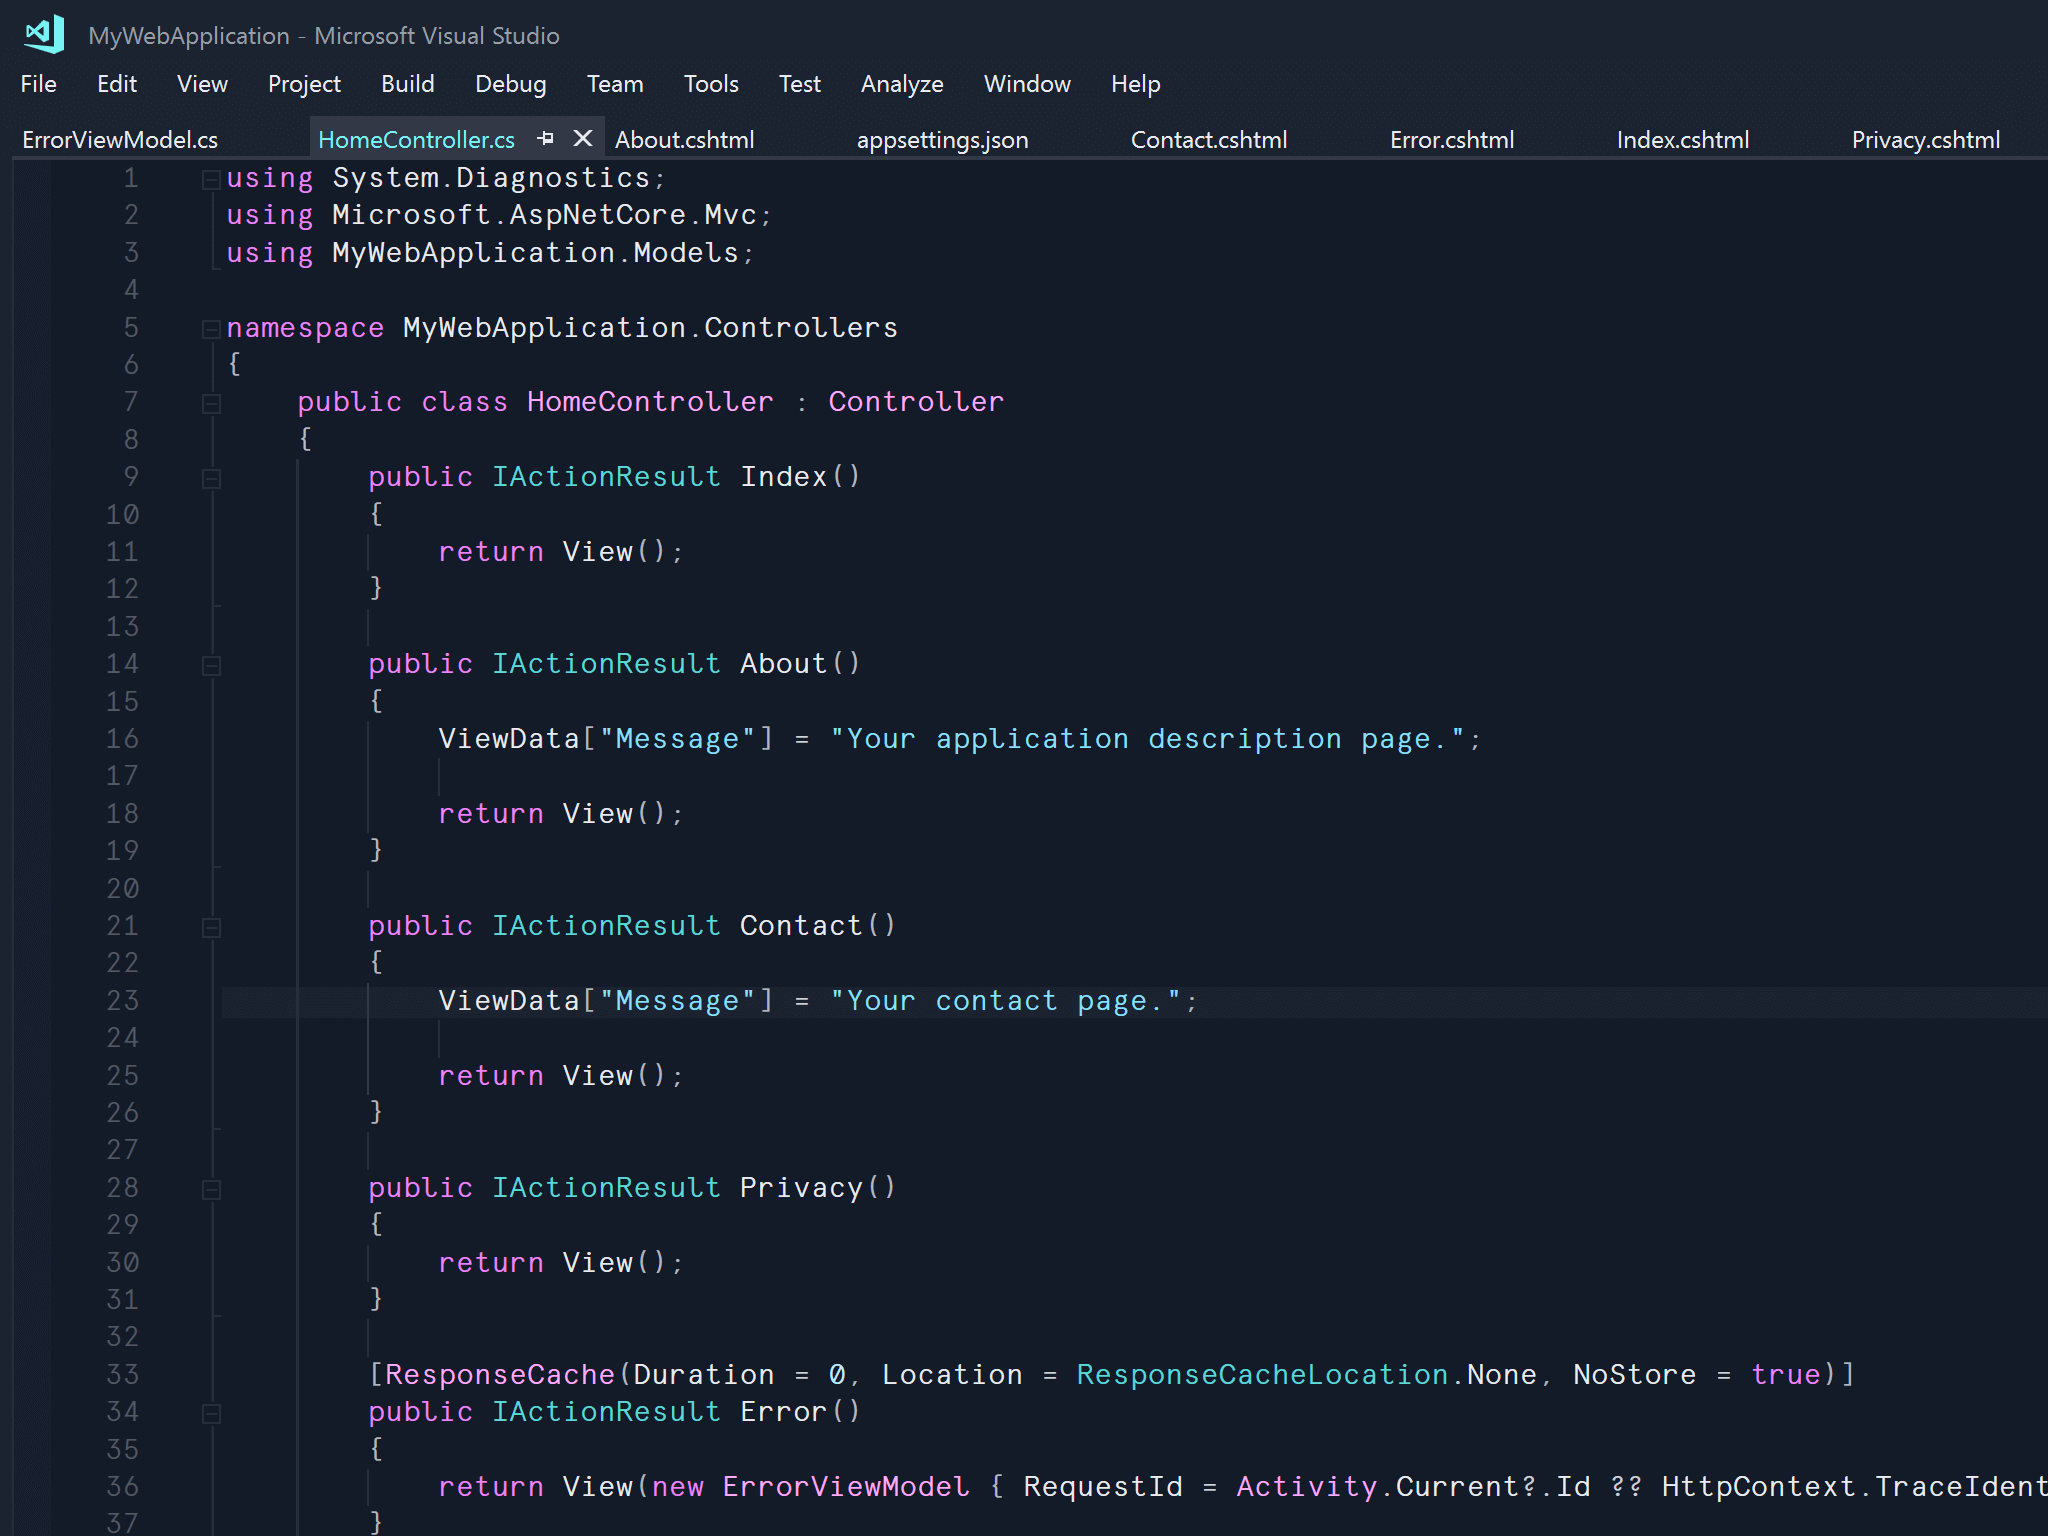 MyWebApplication - Microsoft Visual Studio
File Edit View Project Build Debug Team Tools Test Analyze Window Help
ErrorViewModel.cs HomeController.cs About.cshtml appsettings.json Contact.cshtml Error.cshtml Index.cshtml Privacy.cshtml
1 using System.Diagnostics;
2 using Microsoft.AspNetCore.Mvc;
3 using MyWebApplication.Models;
4
5 namespace MyWebApplication.Controllers
6 {
7 public class HomeController : Controller
8 {
9 public IActionResult Index()
10 {
11 return View();
12 }
13
14 public IActionResult About()
15 {
16 ViewData["Message"] = "Your application description page.";
17
18 return View();
19 }
20
21 public IActionResult Contact()
22 {
23 ViewData["Message"] = "Your contact page.";
24
25 return View();
26 }
27
28 public IActionResult Privacy()
29 {
30 return View();
31 }
32
33 [ResponseCache(Duration = 0, Location = ResponseCacheLocation.None, NoStore = true)]
34 public IActionResult Error()
35 {
36 return View(new ErrorViewModel { RequestId = Activity.Current?.Id ?? HttpContext.TraceIdent
37 }